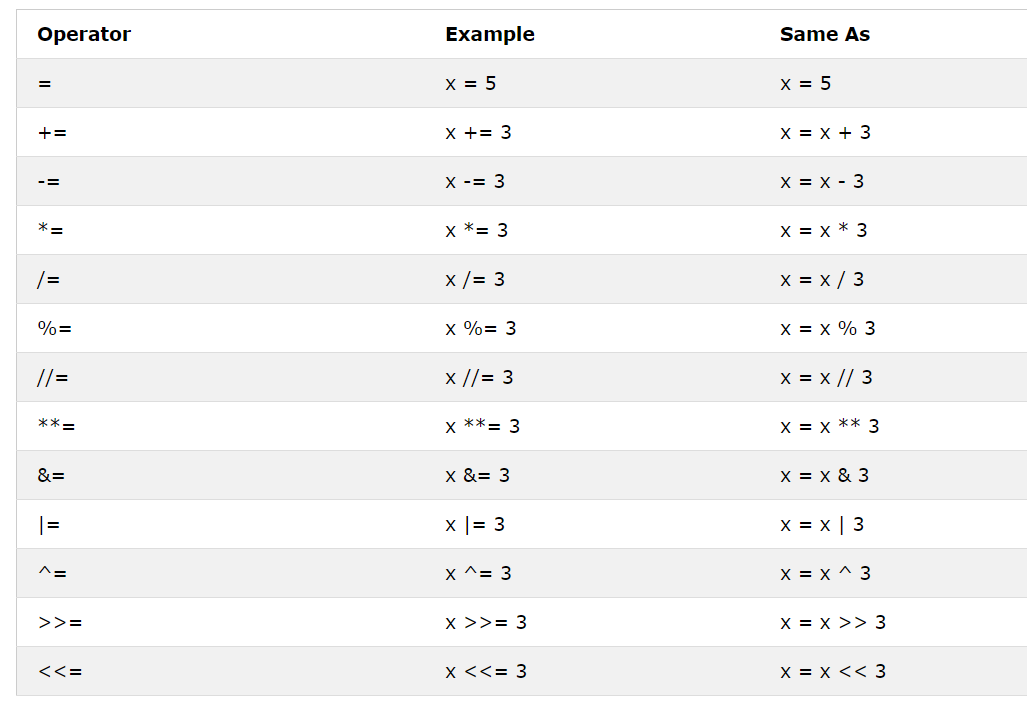 Operator Example Same As
= x = 5 x = 5
+= x += 3 x = x + 3
-= x -= 3 x = x - 3
*= x *= 3 x = x * 3
/= x /= 3 x = x / 3
%= x %= 3 x = x % 3
//= x //= 3 x = x // 3
**= x **= 3 x = x ** 3
&= x &= 3 x = x & 3
|= x |= 3 x = x | 3
^= x ^= 3 x = x ^ 3
>>= x >>= 3 x = x >> 3
<<= x <<= 3 x = x << 3